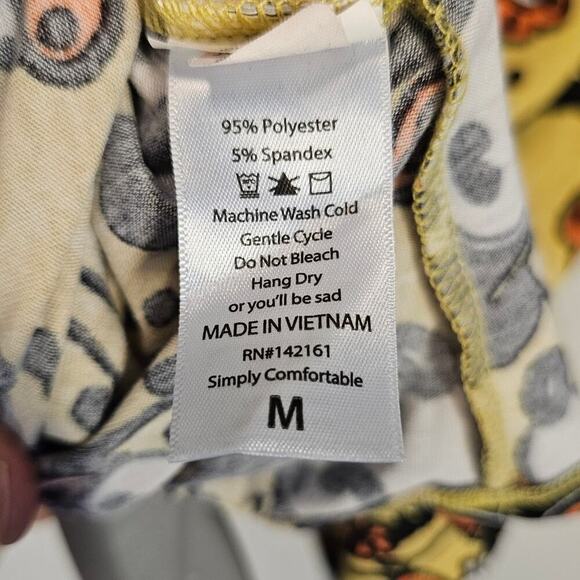 95% Polyester
5% Spandex
Machine Wash Cold
Gentle Cycle
Do Not Bleach
Hang Dry
or you'll be sad
MADE IN VIETNAM
RN#142161
Simply Comfortable
M